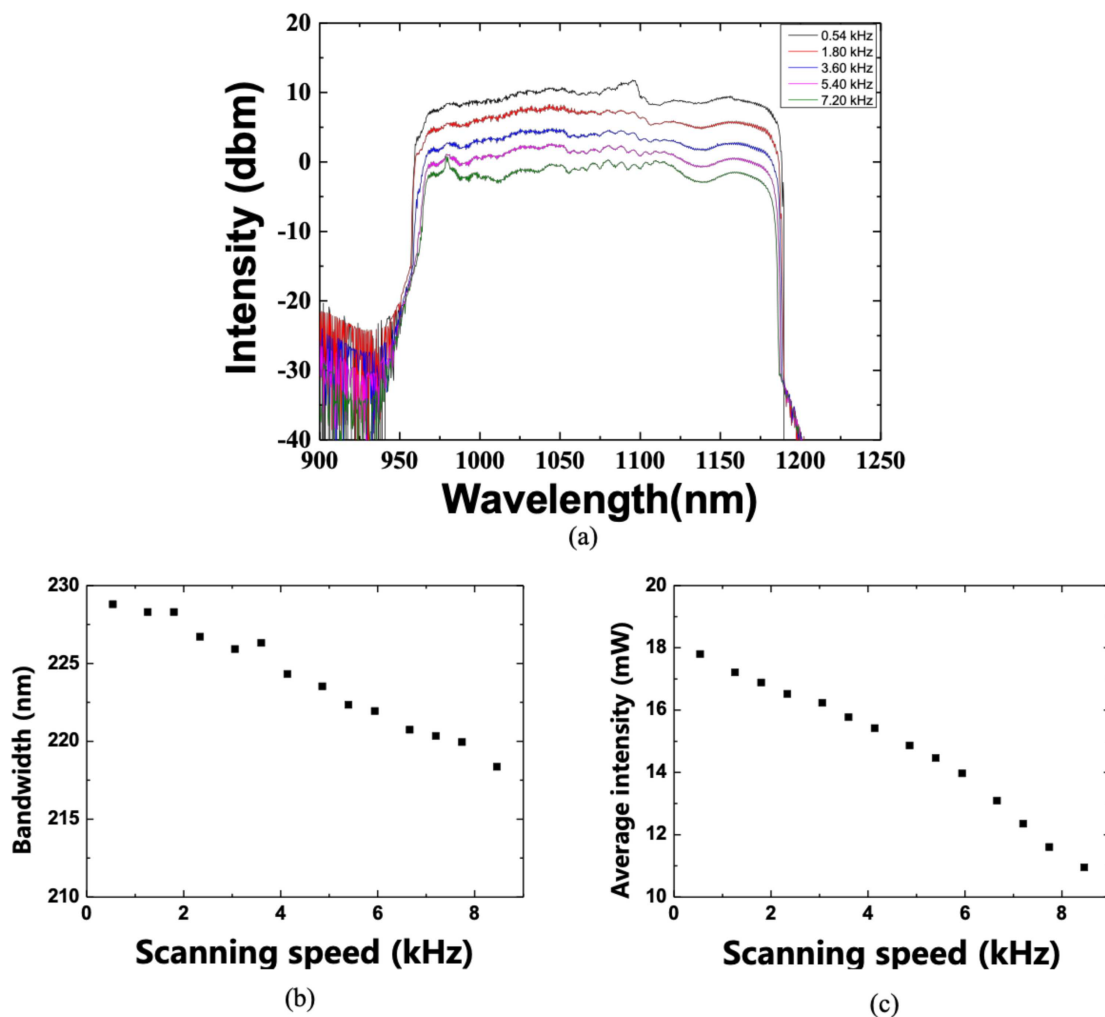 20
10
0
-10
-20
-30
-40
Intensity (dbm)
0.54 kHz
1.80 kHz
3.60 kHz
5.40 kHz
7.20 kHz
900 950 1000 1050 1100 1150 1200 1250
Wavelength(nm)
(a)
230
225
220
215
210
Bandwidth (nm)
0 2 4 6 8
Scanning speed (kHz)
(b)
20
18
16
14
12
10
Average intensity (mW)
0 2 4 6 8
Scanning speed (kHz)
(c)